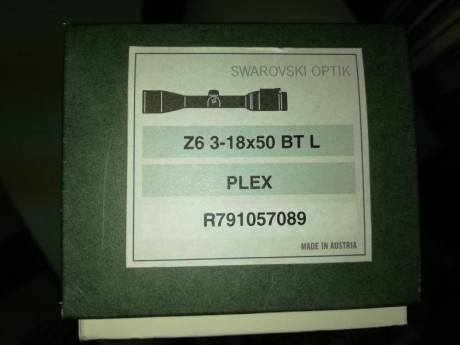 SWAROVSKI OPTIK
Z6 3-18x50 BT L
PLEX
R791057089
MADE IN AUSTRIA